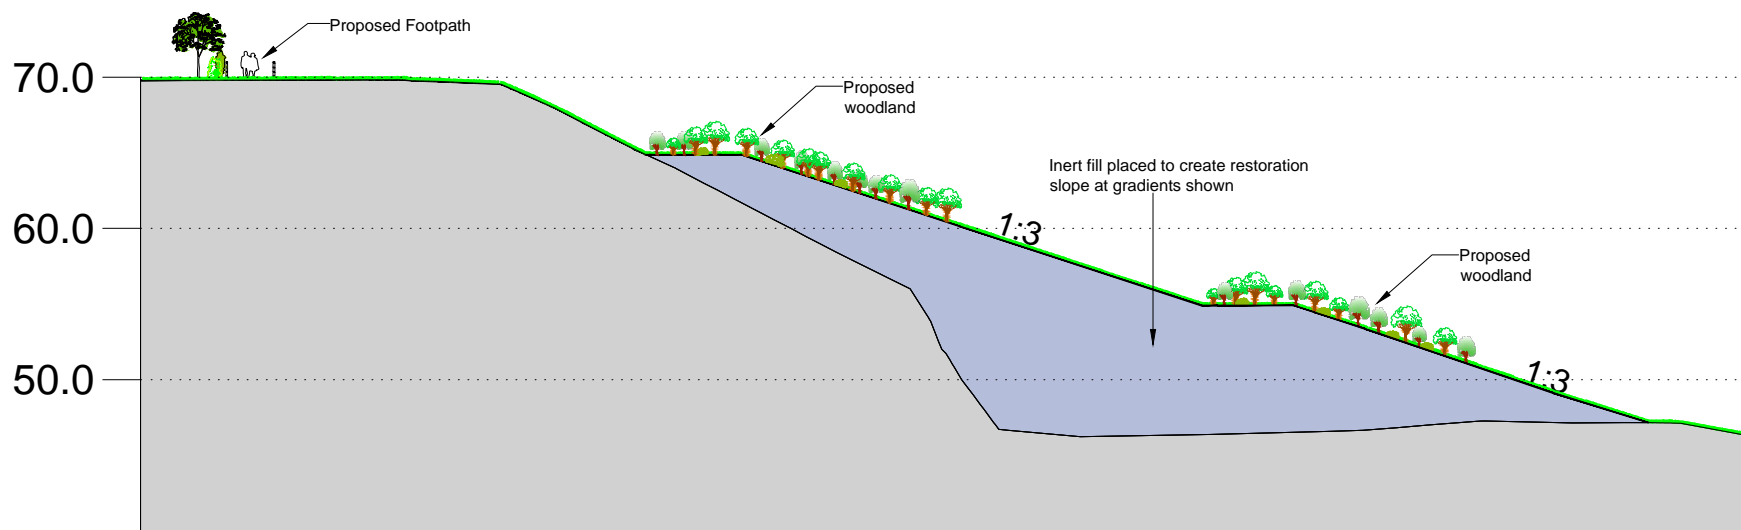 Proposed Footpath
70.0
Proposed
woodland
Inert fill placed to create restoration
slope at gradients shown
1:3
60.0
Proposed
woodland
50.0
1:3